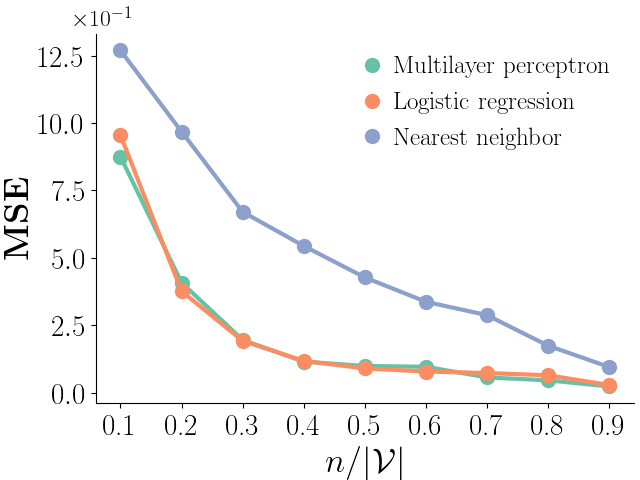 ×10⁻¹
12.5
10.0
7.5
5.0
2.5
0.0
MSE
Multilayer perceptron
Logistic regression
Nearest neighbor
0.1 0.2 0.3 0.4 0.5 0.6 0.7 0.8 0.9
n/|𝒱|